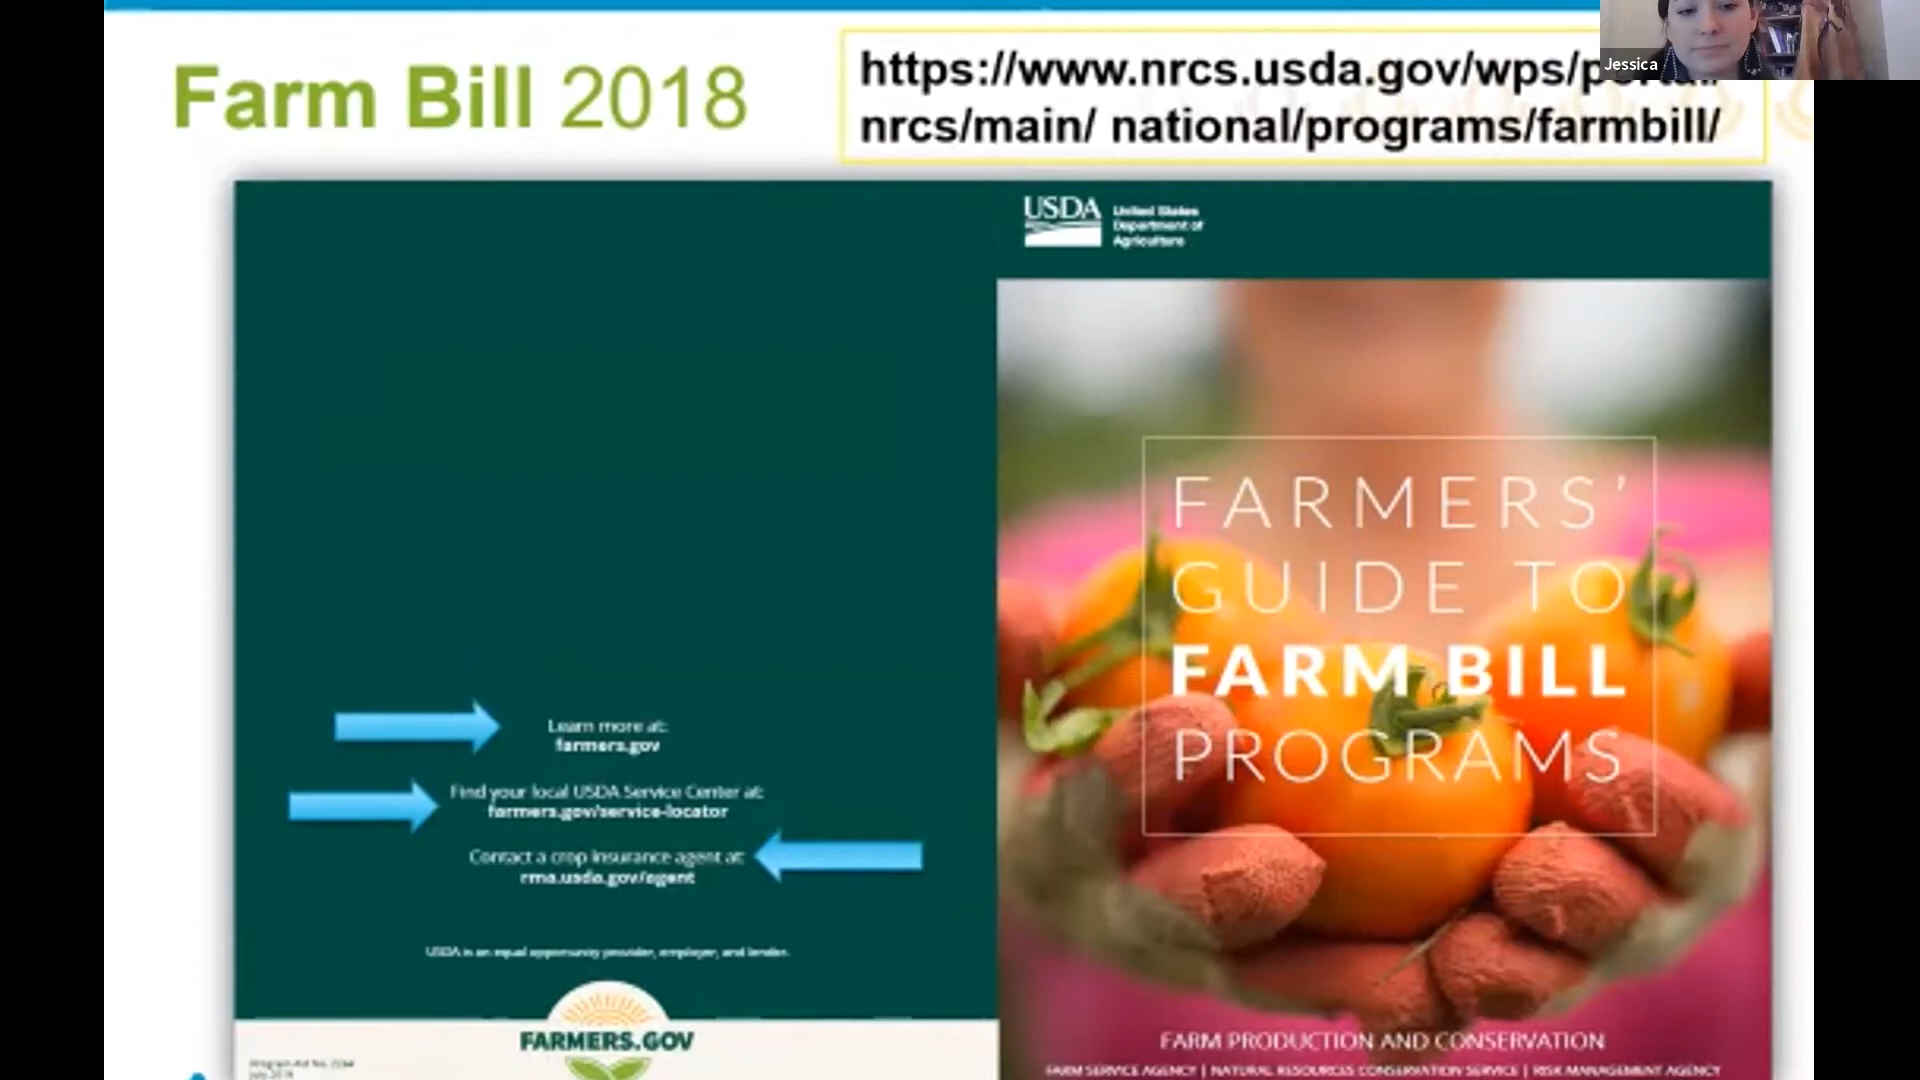 Farm Bill 2018
https://www.nrcs.usda.gov/wps/portal/
nrcs/main/ national/programs/farmbill/
Jessica
USDA
United States
Department of
Agriculture
Learn more at:
farmers.gov
Find your local USDA Service Center at:
farmers.gov/service-locator
Contact a crop insurance agent at:
rma.usda.gov/agent
USDA is an equal opportunity provider, employer, and lender.
FARMERS.GOV
July 2019
FARMERS'
GUIDE TO
FARM BILL
PROGRAMS
FARM PRODUCTION AND CONSERVATION
FARM SERVICE AGENCY | NATURAL RESOURCES CONSERVATION SERVICE | RISK MANAGEMENT AGENCY